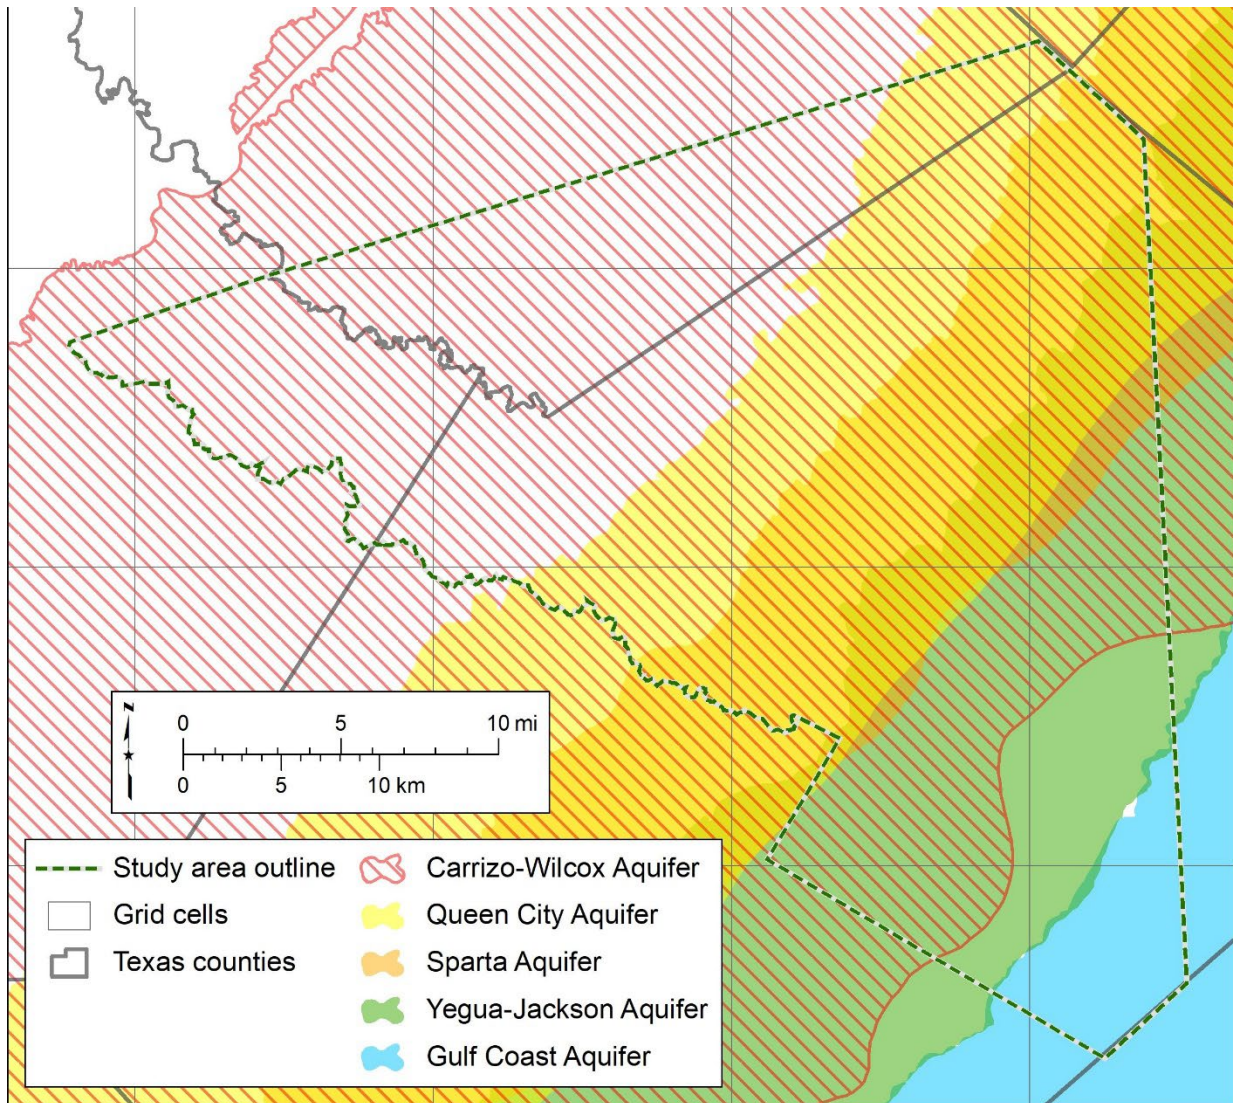 N
0 5 10 mi
0 5 10 km
Study area outline
Grid cells
Texas counties
Carrizo-Wilcox Aquifer
Queen City Aquifer
Sparta Aquifer
Yegua-Jackson Aquifer
Gulf Coast Aquifer